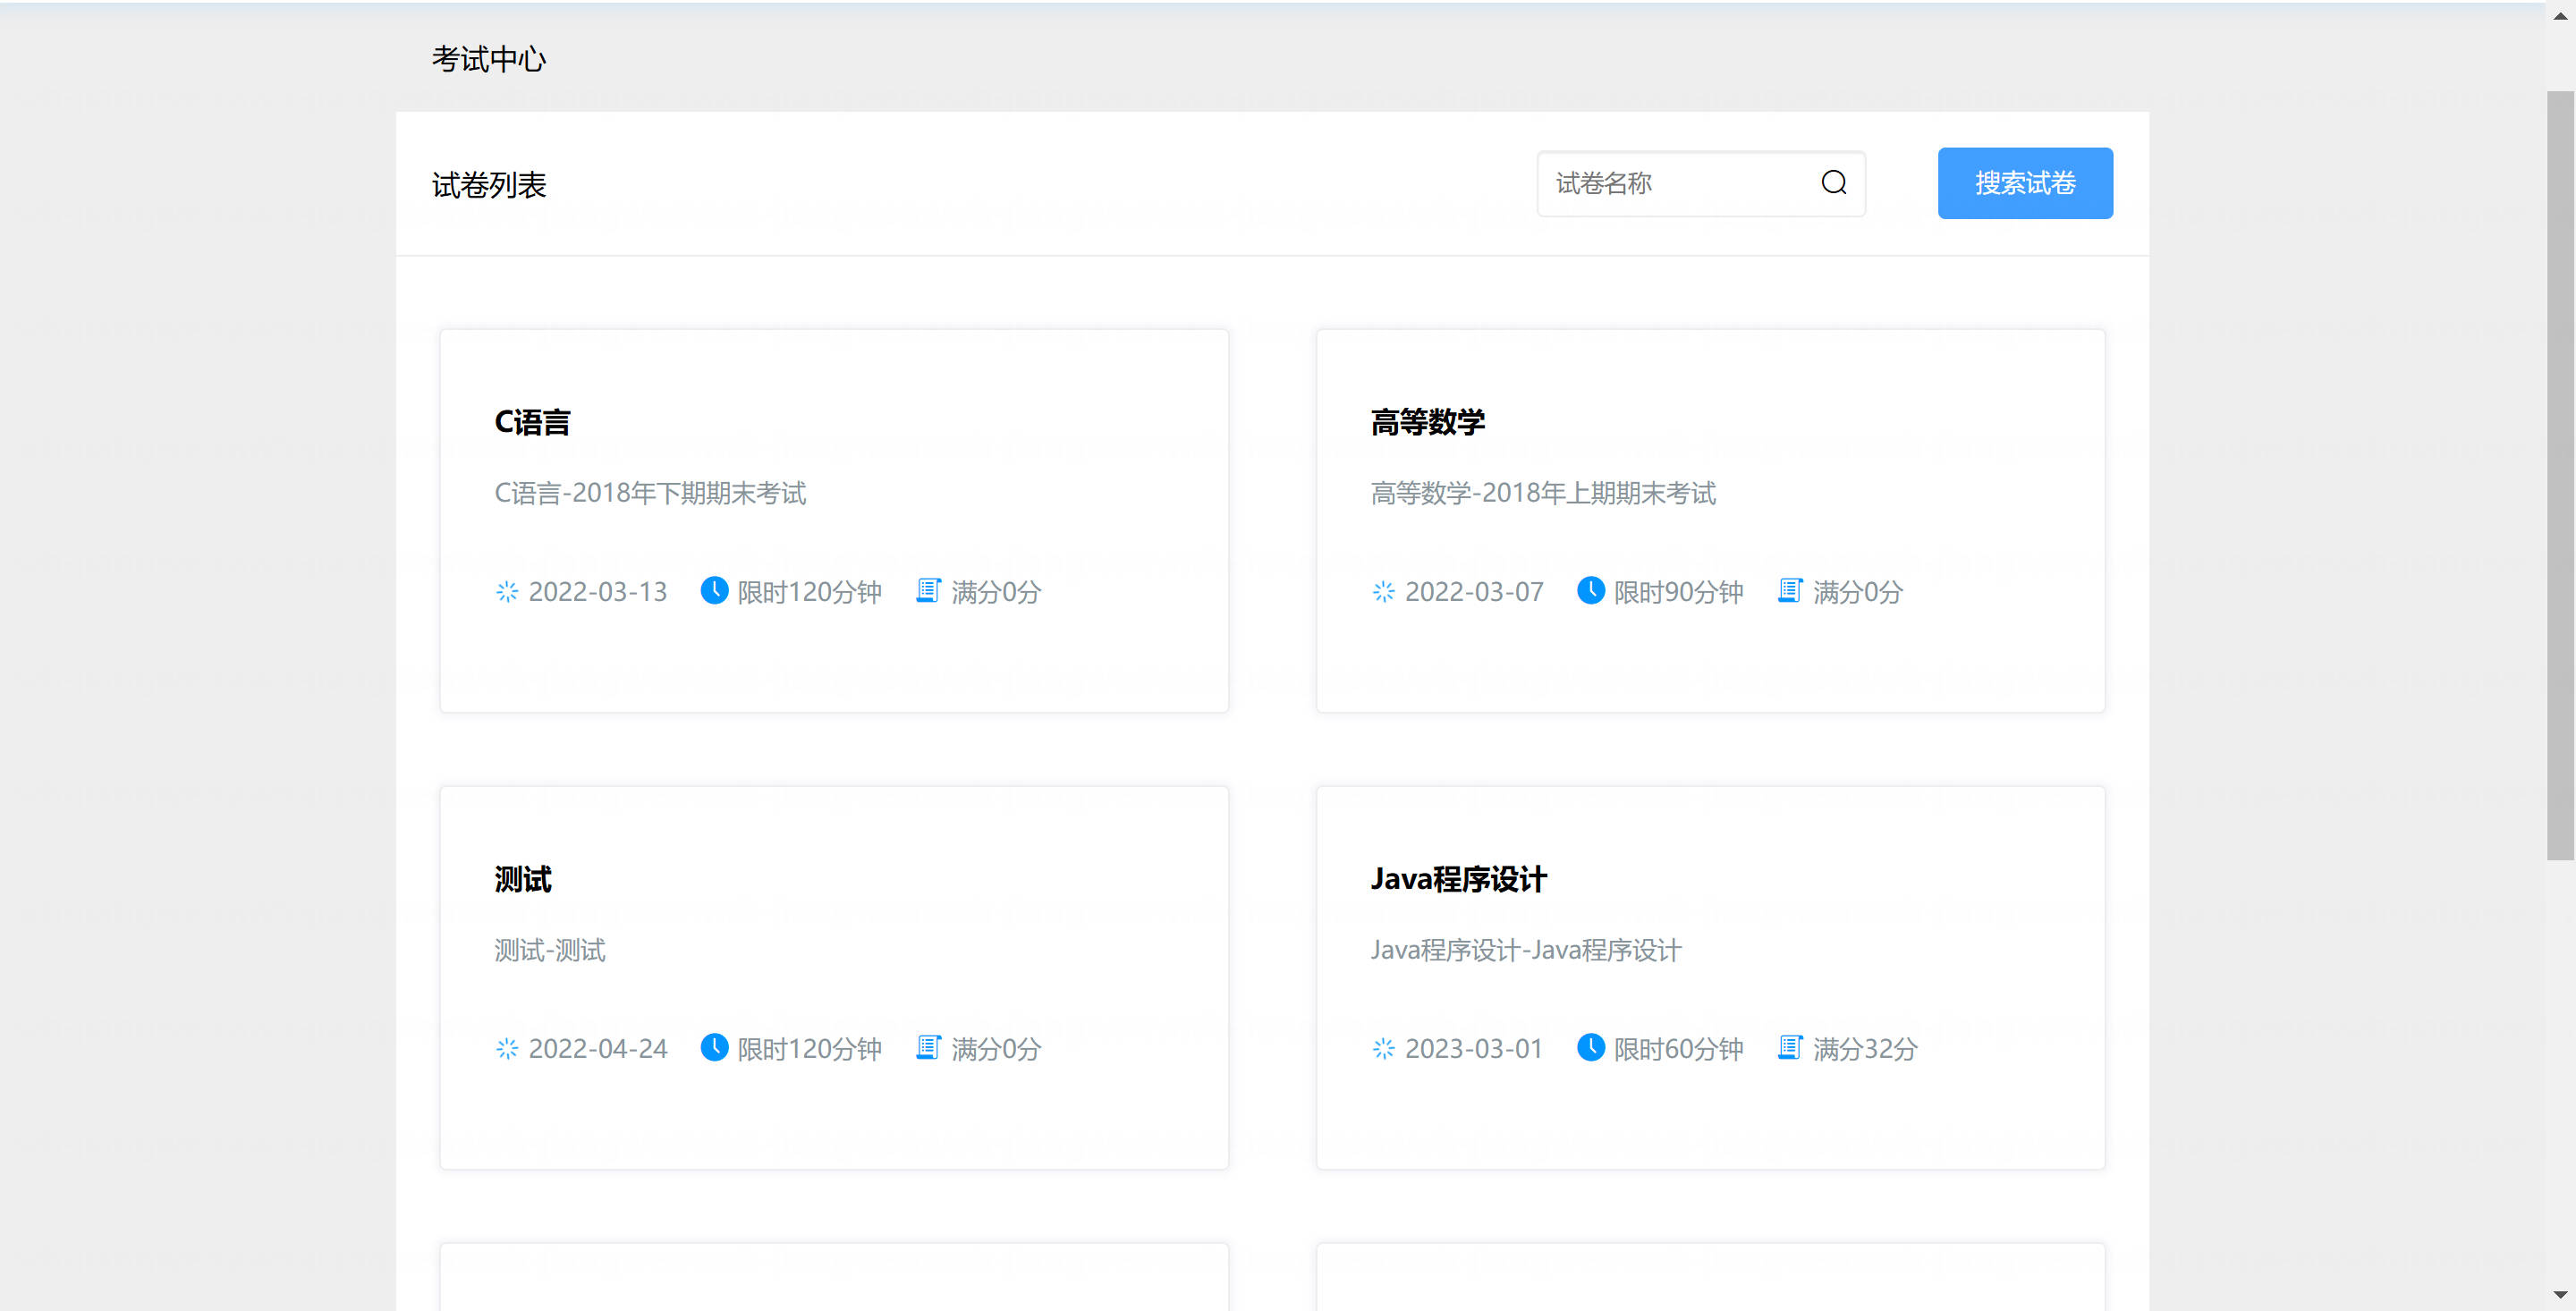 考试中心
试卷列表
试卷名称
搜索试卷
C语言
C语言-2018年下期期末考试
2022-03-13 限时120分钟 满分0分
高等数学
高等数学-2018年上期期末考试
2022-03-07 限时90分钟 满分0分
测试
测试-测试
2022-04-24 限时120分钟 满分0分
Java程序设计
Java程序设计-Java程序设计
2023-03-01 限时60分钟 满分32分